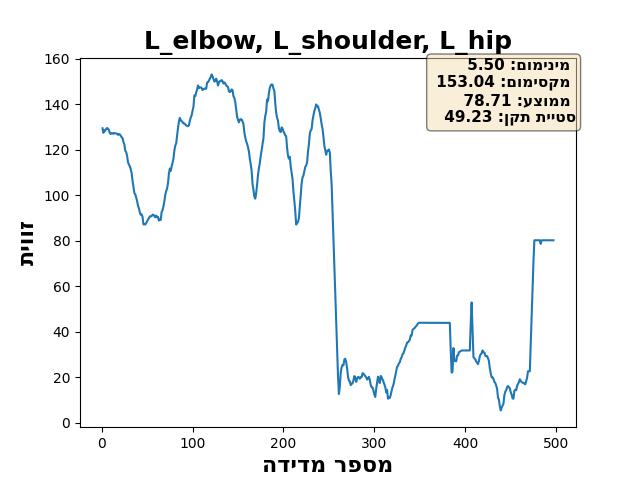 L_elbow, L_shoulder, L_hip
מינימום: 5.50
מקסימום: 153.04
ממוצע: 78.71
סטיית תקן: 49.23
160
140
120
100
80
60
40
20
0
זווית
0 100 200 300 400 500
מספר מדידה